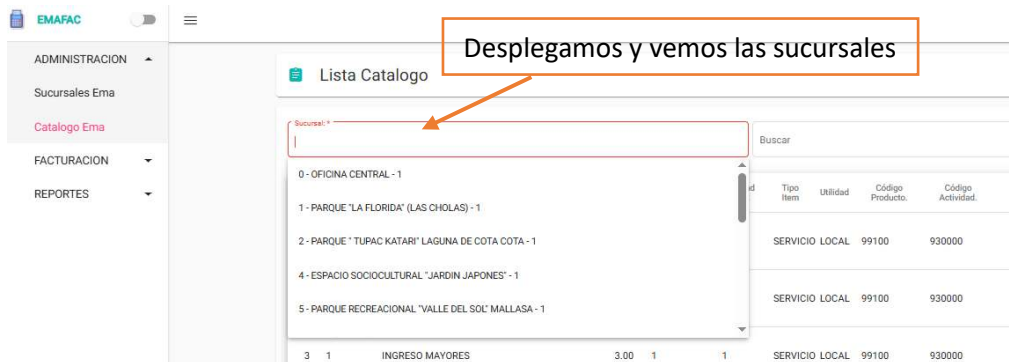 EMAFAC
Desplegamos y vemos las sucursales
ADMINISTRACION
Sucursales Ema
Catalogo Ema
FACTURACION
REPORTES
Lista Catalogo
Sucursal: *
Buscar
0 - OFICINA CENTRAL - 1
1 - PARQUE "LA FLORIDA" (LAS CHOLAS) - 1
2 - PARQUE " TUPAC KATARI" LAGUNA DE COTA COTA - 1
4 - ESPACIO SOCIOCULTURAL "JARDIN JAPONES" - 1
5 - PARQUE RECREACIONAL "VALLE DEL SOL" MALLASA - 1
Tipo Item Utilidad Código Producto. Código Actividad.
SERVICIO LOCAL 99100 930000
SERVICIO LOCAL 99100 930000
3 1 INGRESO MAYORES 3.00 1 1 SERVICIO LOCAL 99100 930000